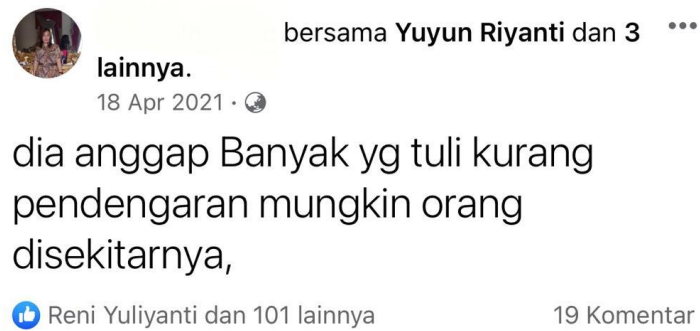 bersama Yuyun Riyanti dan 3
lainnya.
18 Apr 2021 ·
dia anggap Banyak yg tuli kurang
pendengaran mungkin orang
disekitarnya,
Reni Yuliyanti dan 101 lainnya
19 Komentar